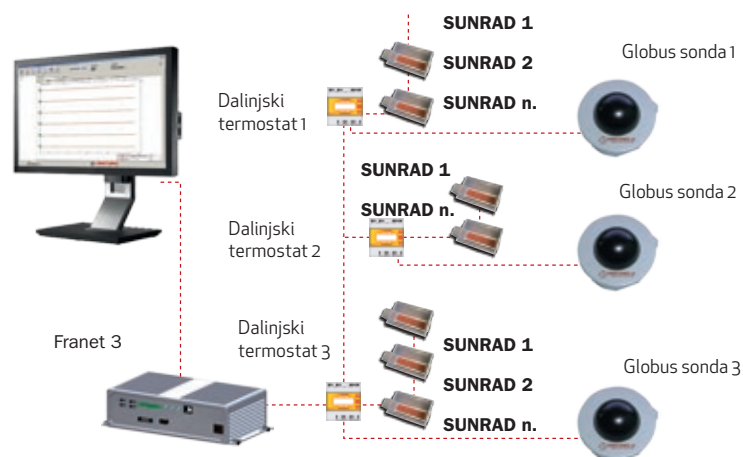 SUNRAD 1
Globus sonda 1
SUNRAD 2
Dalinjski
termostat 1
SUNRAD n.
SUNRAD 1
Globus sonda 2
SUNRAD n.
Dalinjski
termostat 2
Dalinjski
termostat 3
Franet 3
SUNRAD 1
SUNRAD 2
Globus sonda 3
SUNRAD n.